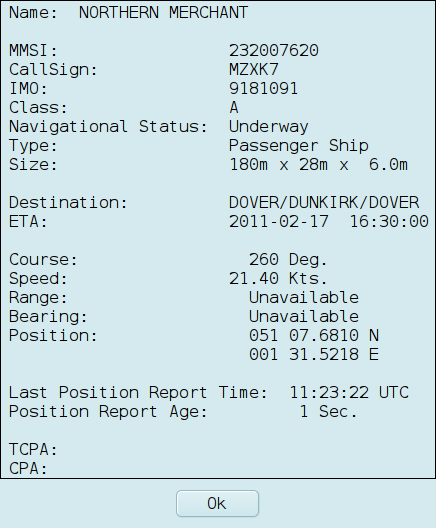 Name: NORTHERN MERCHANT
MMSI: 232007620
CallSign: MZXK7
IMO: 9181091
Class: A
Navigational Status: Underway
Type: Passenger Ship
Size: 180m x 28m x 6.0m
Destination: DOVER/DUNKIRK/DOVER
ETA: 2011-02-17 16:30:00
Course: 260 Deg.
Speed: 21.40 Kts.
Range: Unavailable
Bearing: Unavailable
Position: 051 07.6810 N
001 31.5218 E
Last Position Report Time: 11:23:22 UTC
Position Report Age: 1 Sec.
TCPA:
CPA:
Ok